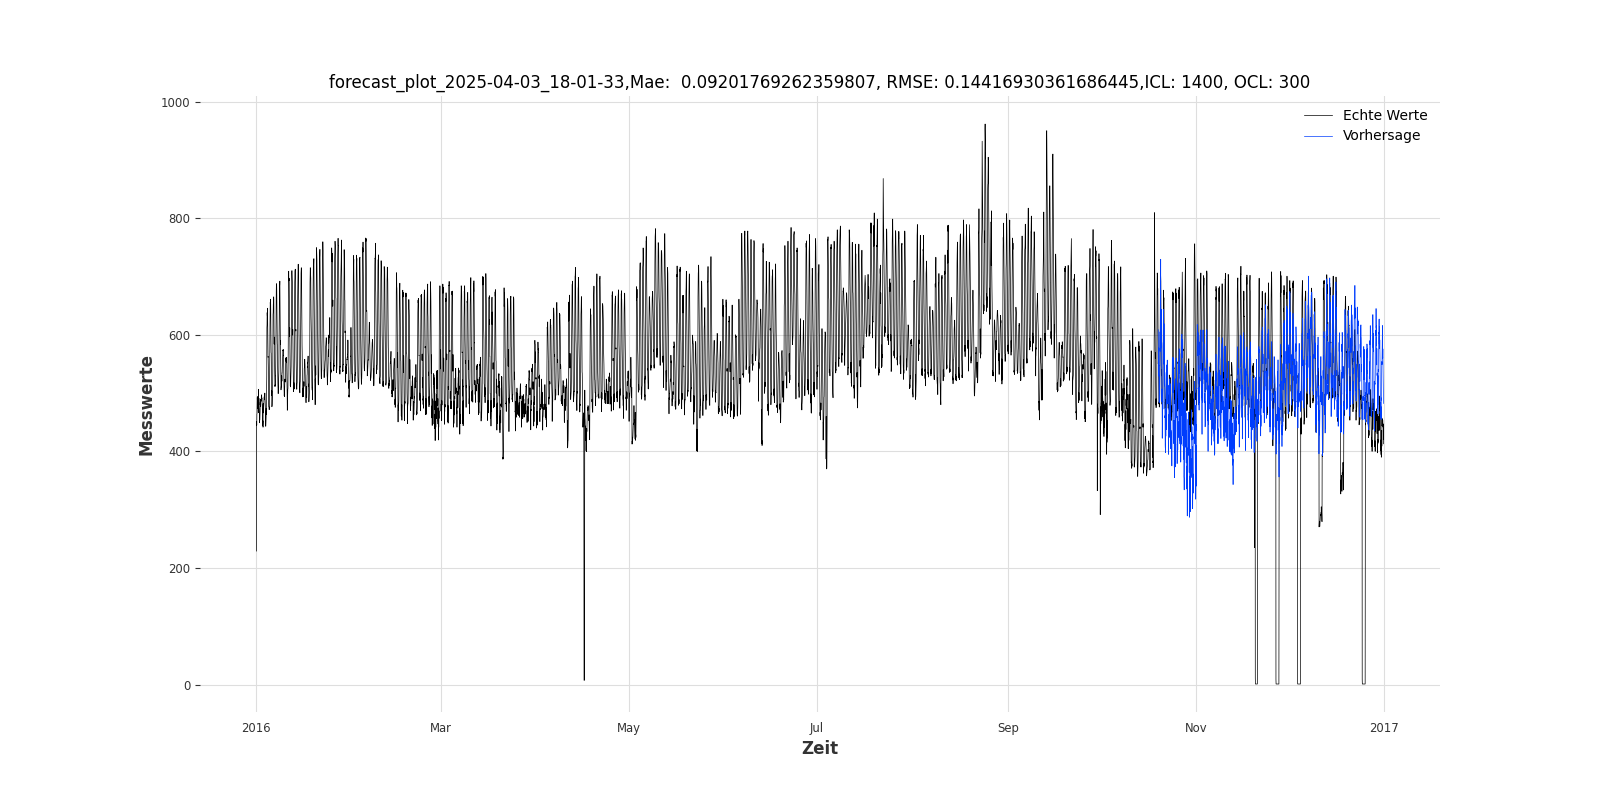 forecast_plot_2025-04-03_18-01-33,Mae:  0.09201769262359807, RMSE: 0.14416930361686445,ICL: 1400, OCL: 300
Echte Werte
Vorhersage
1000
800
600
400
200
0
Messwerte
2016
Mar
May
Jul
Sep
Nov
2017
Zeit